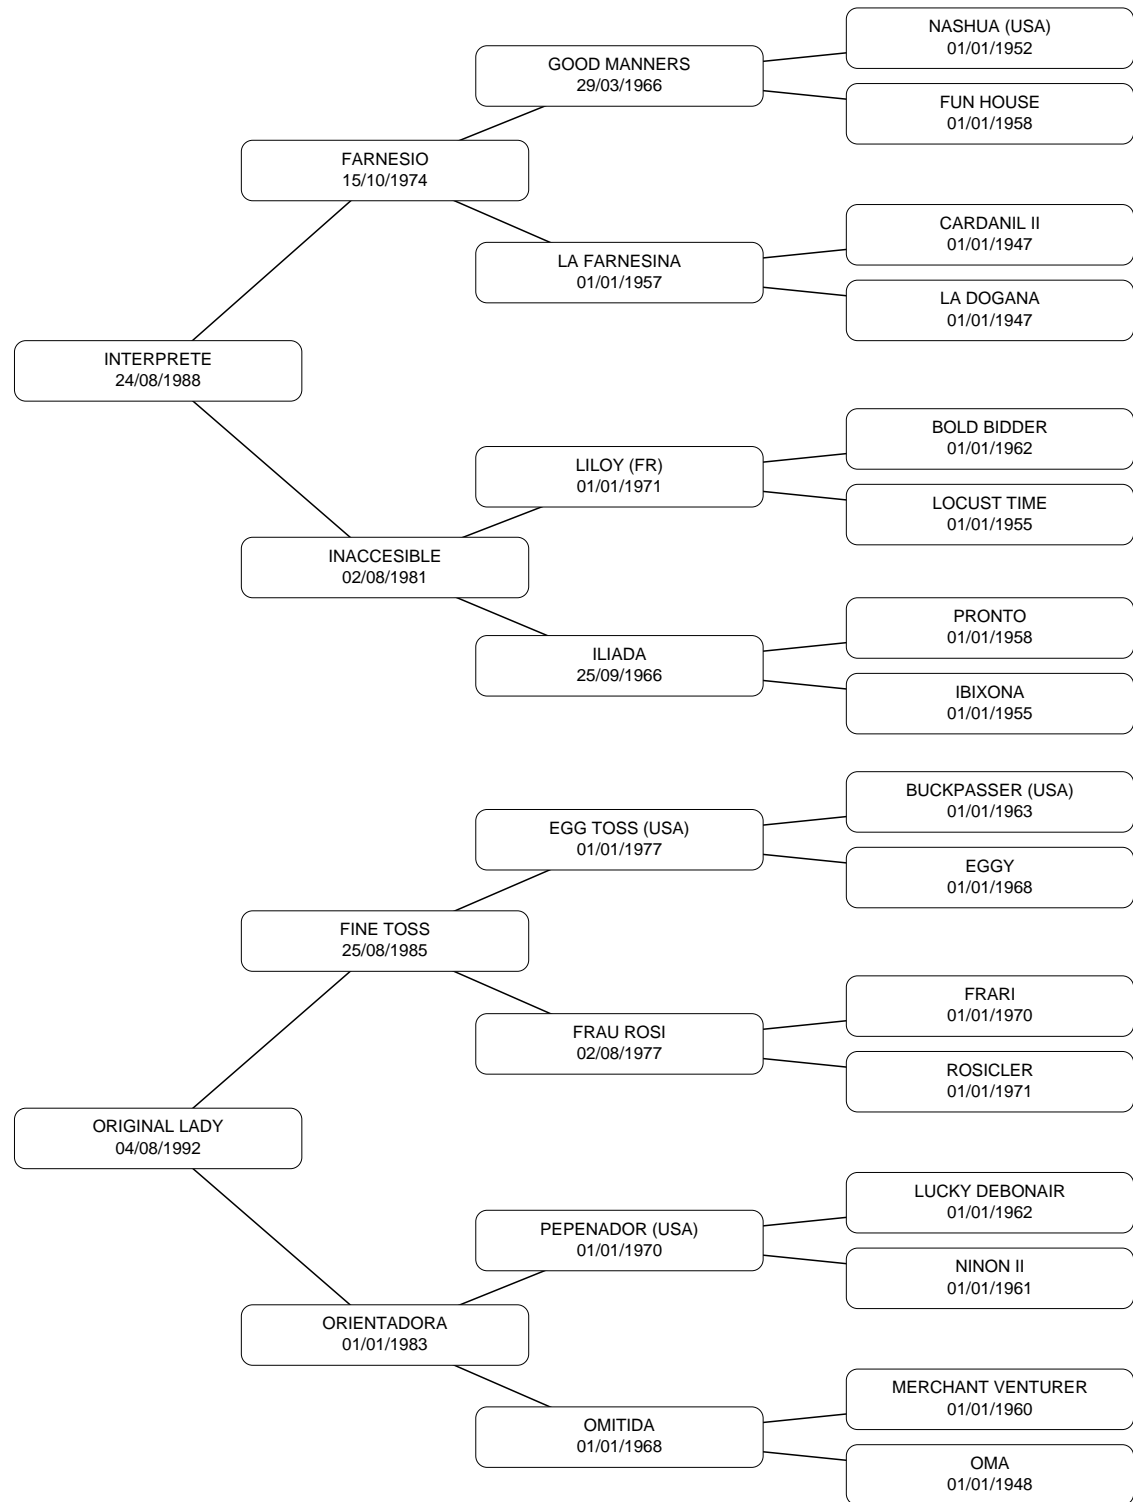 NASHUA (USA)
01/01/1952
GOOD MANNERS
29/03/1966
FUN HOUSE
01/01/1958
FARNESIO
15/10/1974
CARDANIL II
01/01/1947
LA FARNESINA
01/01/1957
LA DOGANA
01/01/1947
INTERPRETE
24/08/1988
BOLD BIDDER
01/01/1962
LILOY (FR)
01/01/1971
LOCUST TIME
01/01/1955
INACCESIBLE
02/08/1981
PRONTO
01/01/1958
ILIADA
25/09/1966
IBIXONA
01/01/1955
BUCKPASSER (USA)
01/01/1963
EGG TOSS (USA)
01/01/1977
EGGY
01/01/1968
FINE TOSS
25/08/1985
FRARI
01/01/1970
FRAU ROSI
02/08/1977
ROSICLER
01/01/1971
ORIGINAL LADY
04/08/1992
LUCKY DEBONAIR
01/01/1962
PEPENADOR (USA)
01/01/1970
NINON II
01/01/1961
ORIENTADORA
01/01/1983
MERCHANT VENTURER
01/01/1960
OMITIDA
01/01/1968
OMA
01/01/1948